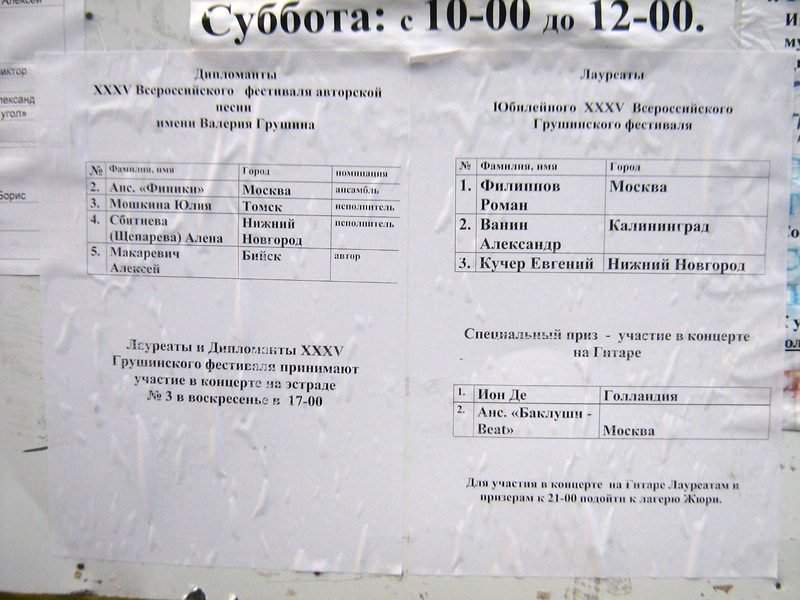 Суббота: с 10-00 до 12-00.
Дипломанты
XXXV Всероссийского фестиваля авторской
песни
имени Валерия Грушина
№ Фамилия, имя Город номинация
2. Анс. «Финики» Москва ансамбль
3. Мошкина Юлия Томск исполнитель
4. Сбитнева Нижний исполнитель
(Щепарева) Алена Новгород
5. Макаревич Бийск автор
Алексей
Лауреаты и Дипломанты XXXV
Грушинского фестиваля принимают
участие в концерте на эстраде
№ 3 в воскресенье в 17-00
Лауреаты
Юбилейного XXXV Всероссийского
Грушинского фестиваля
№ Фамилия, имя Город
1. Филиппов Москва
Роман
2. Ванин Калининград
Александр
3. Кучер Евгений Нижний Новгород
Специальный приз - участие в концерте
на Гитаре
1. Ион Де Голландия
2. Анс. «Баклуши -
Beat» Москва
Для участия в концерте на Гитаре Лауреатам и
призерам к 21-00 подойти к лагерю Жюри.
угол»
Борис